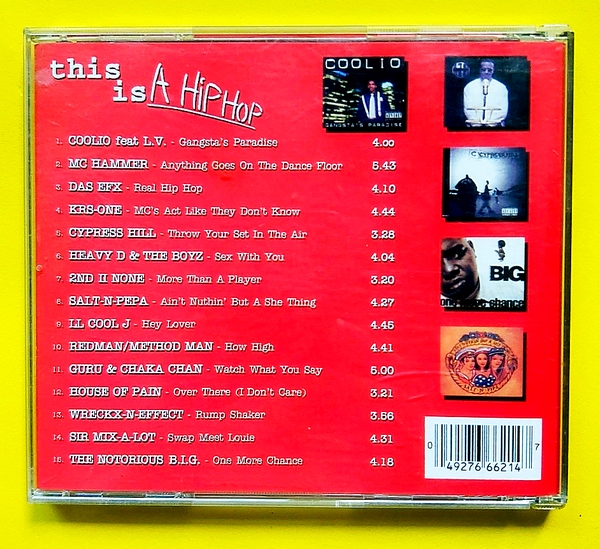 this
is A HIPHOP
1. COOLIO feat L.V. - Gangsta's Paradise 4.00
2. MC HAMMER - Anything Goes On The Dance Floor 5.43
3. DAS EFX - Real Hip Hop 4.10
4. KRS-ONE - MC's Act Like They Don't Know 4.44
5. CYPRESS HILL - Throw Your Set In The Air 3.28
6. HEAVY D & THE BOYZ - Sex With You 4.04
7. 2ND II NONE - More Than A Player 3.20
8. SALT-N-PEPA - Ain't Nuthin' But A She Thing 4.27
9. LL COOL J - Hey Lover 4.45
10. REDMAN/METHOD MAN - How High 4.41
11. GURU & CHAKA CHAN - Watch What You Say 5.00
12. HOUSE OF PAIN - Over There (I Don't Care) 3.21
13. WRECKX-N-EFFECT - Rump Shaker 3.56
14. SIR MIX-A-LOT - Swap Meet Louie 4.31
15. THE NOTORIOUS B.I.G. - One More Chance 4.18
COOLIO
GANGSTA'S PARADISE
BIG
0 49276 66214 7